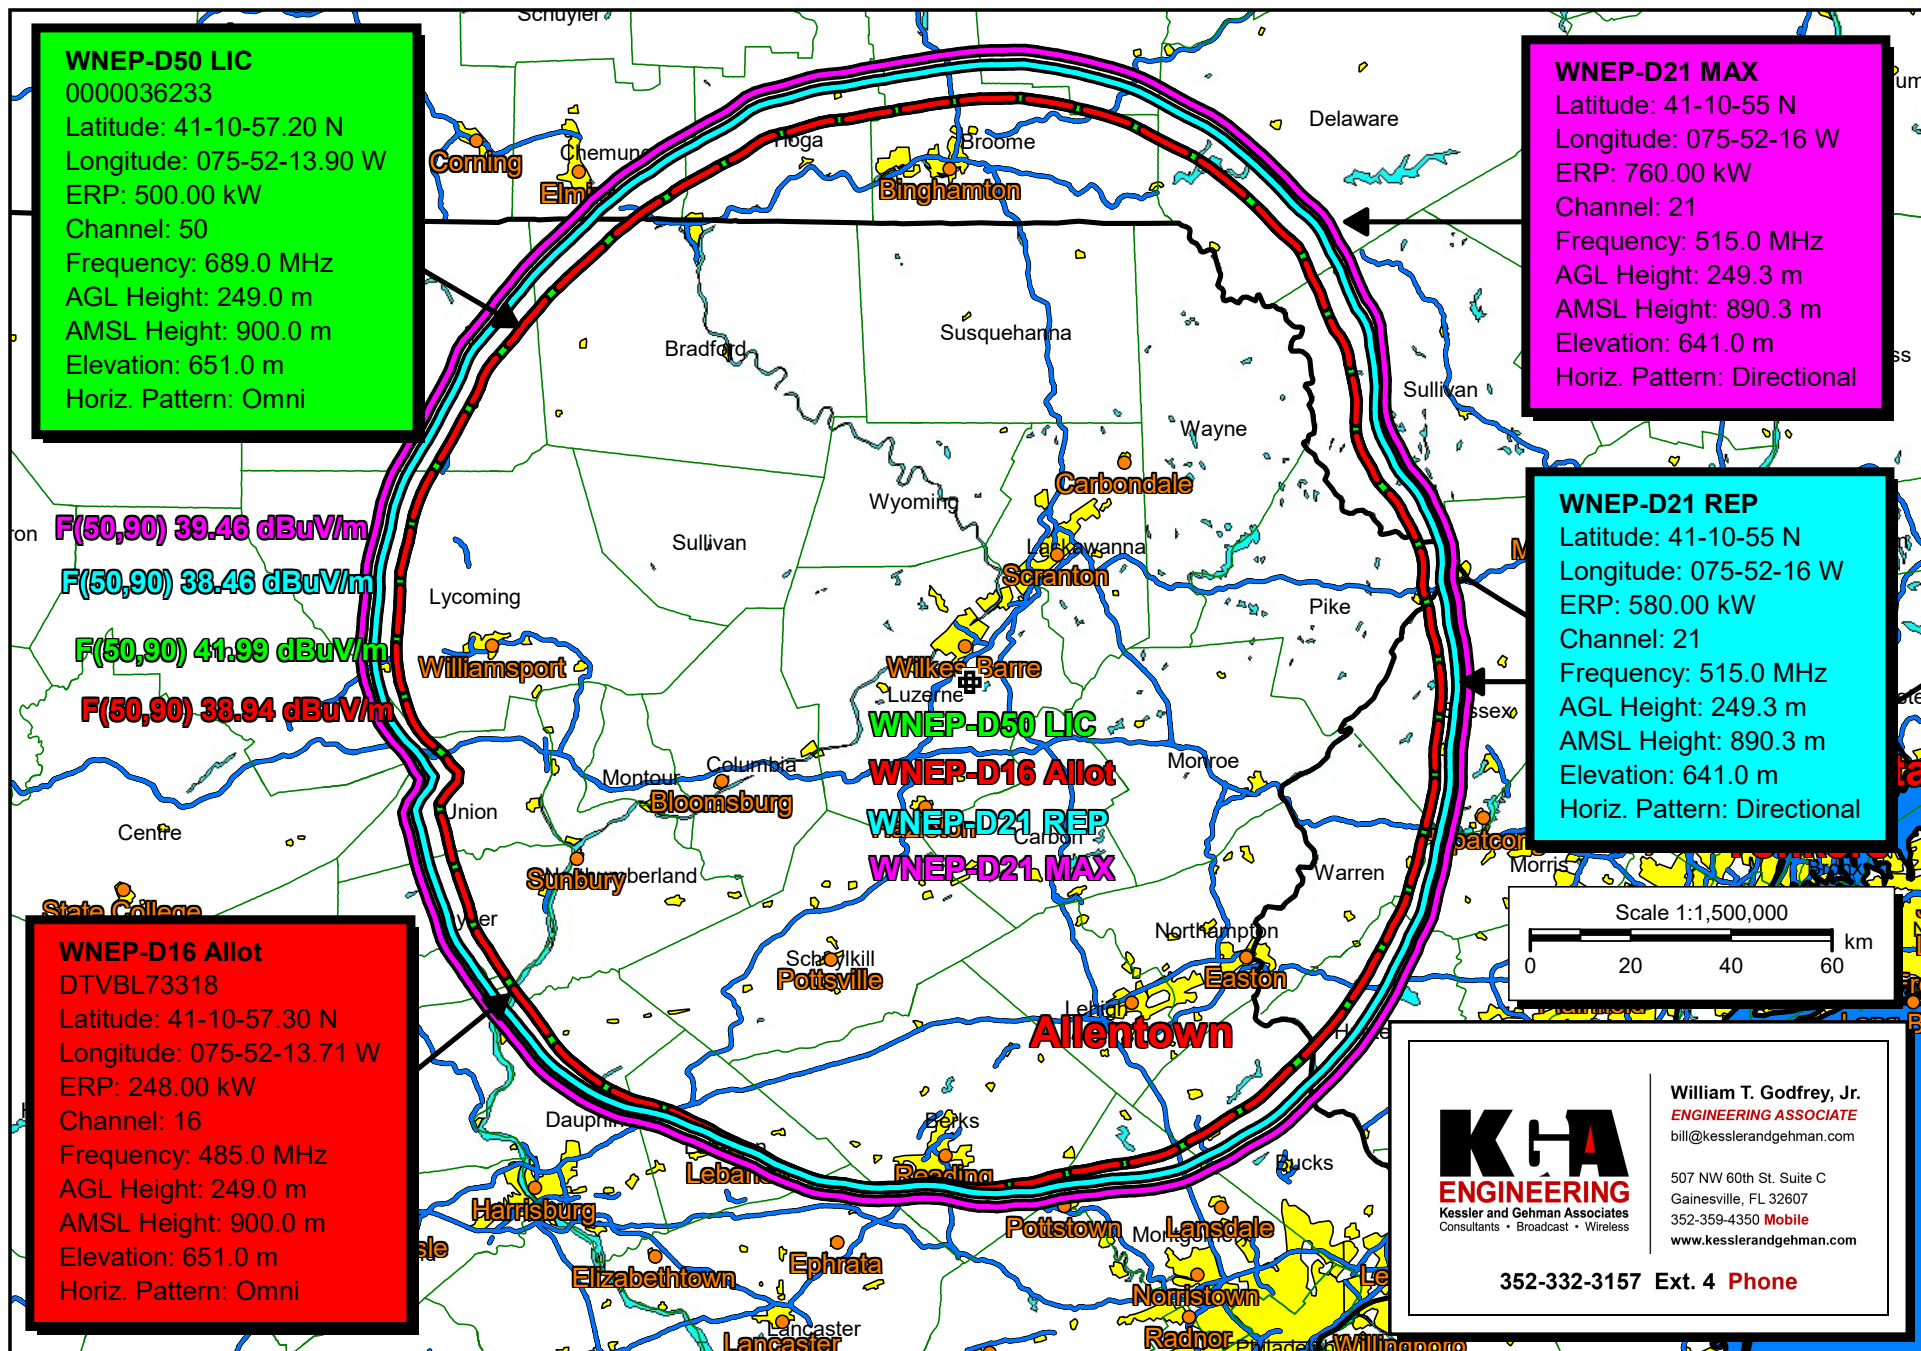 Schuyler
WNEP-D50 LIC
0000036233
Latitude: 41-10-57.20 N
Longitude: 075-52-13.90 W
ERP: 500.00 kW
Channel: 50
Frequency: 689.0 MHz
AGL Height: 249.0 m
AMSL Height: 900.0 m
Elevation: 651.0 m
Horiz. Pattern: Omni
WNEP-D21 MAX
Latitude: 41-10-55 N
Longitude: 075-52-16 W
ERP: 760.00 kW
Channel: 21
Frequency: 515.0 MHz
AGL Height: 249.3 m
AMSL Height: 890.3 m
Elevation: 641.0 m
Horiz. Pattern: Directional
Delaware
Broome
Corning
Binghamton
Susquehanna
Bradford
Sullivan
Wayne
Carbondale
Wyoming
Sullivan
Lackawanna
Scranton
Lycoming
Pike
Williamsport
Wilkes-Barre
Luzerne
F(50,90) 39.46 dBuV/m
F(50,90) 38.46 dBuV/m
F(50,90) 41.99 dBuV/m
F(50,90) 38.94 dBuV/m
WNEP-D50 LIC
WNEP-D16 Allot
WNEP-D21 REP
WNEP-D21 MAX
WNEP-D21 REP
Latitude: 41-10-55 N
Longitude: 075-52-16 W
ERP: 580.00 kW
Channel: 21
Frequency: 515.0 MHz
AGL Height: 249.3 m
AMSL Height: 890.3 m
Elevation: 641.0 m
Horiz. Pattern: Directional
Sussex
Monroe
Montour
Columbia
Bloomsburg
Union
Centre
Carbon
Warren
Morris
Sunbury
Northumberland
State College
Northampton
Easton
Schuylkill
Pottsville
Lehigh
Allentown
WNEP-D16 Allot
DTVBL73318
Latitude: 41-10-57.30 N
Longitude: 075-52-13.71 W
ERP: 248.00 kW
Channel: 16
Frequency: 485.0 MHz
AGL Height: 249.0 m
AMSL Height: 900.0 m
Elevation: 651.0 m
Horiz. Pattern: Omni
Scale 1:1,500,000
km
0 20 40 60
Dauphin
Berks
Reading
Bucks
Harrisburg
Pottstown
Lansdale
Ephrata
Elizabethtown
Norristown
Lancaster
Lancaster
Radnor
Willingboro
KGA
ENGINEERING
Kessler and Gehman Associates
Consultants • Broadcast • Wireless
William T. Godfrey, Jr.
ENGINEERING ASSOCIATE
bill@kesslerandgehman.com
507 NW 60th St. Suite C
Gainesville, FL 32607
352-359-4350 Mobile
www.kesslerandgehman.com
352-332-3157 Ext. 4 Phone